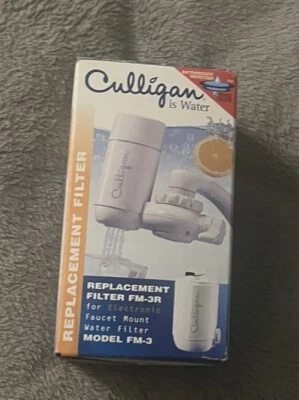 Culligan
is Water
REPLACEMENT FILTER
Culligan
REPLACEMENT
FILTER FM-3R
for Electronic
Faucet Mount
Water Filter
MODEL FM-3
Culligan